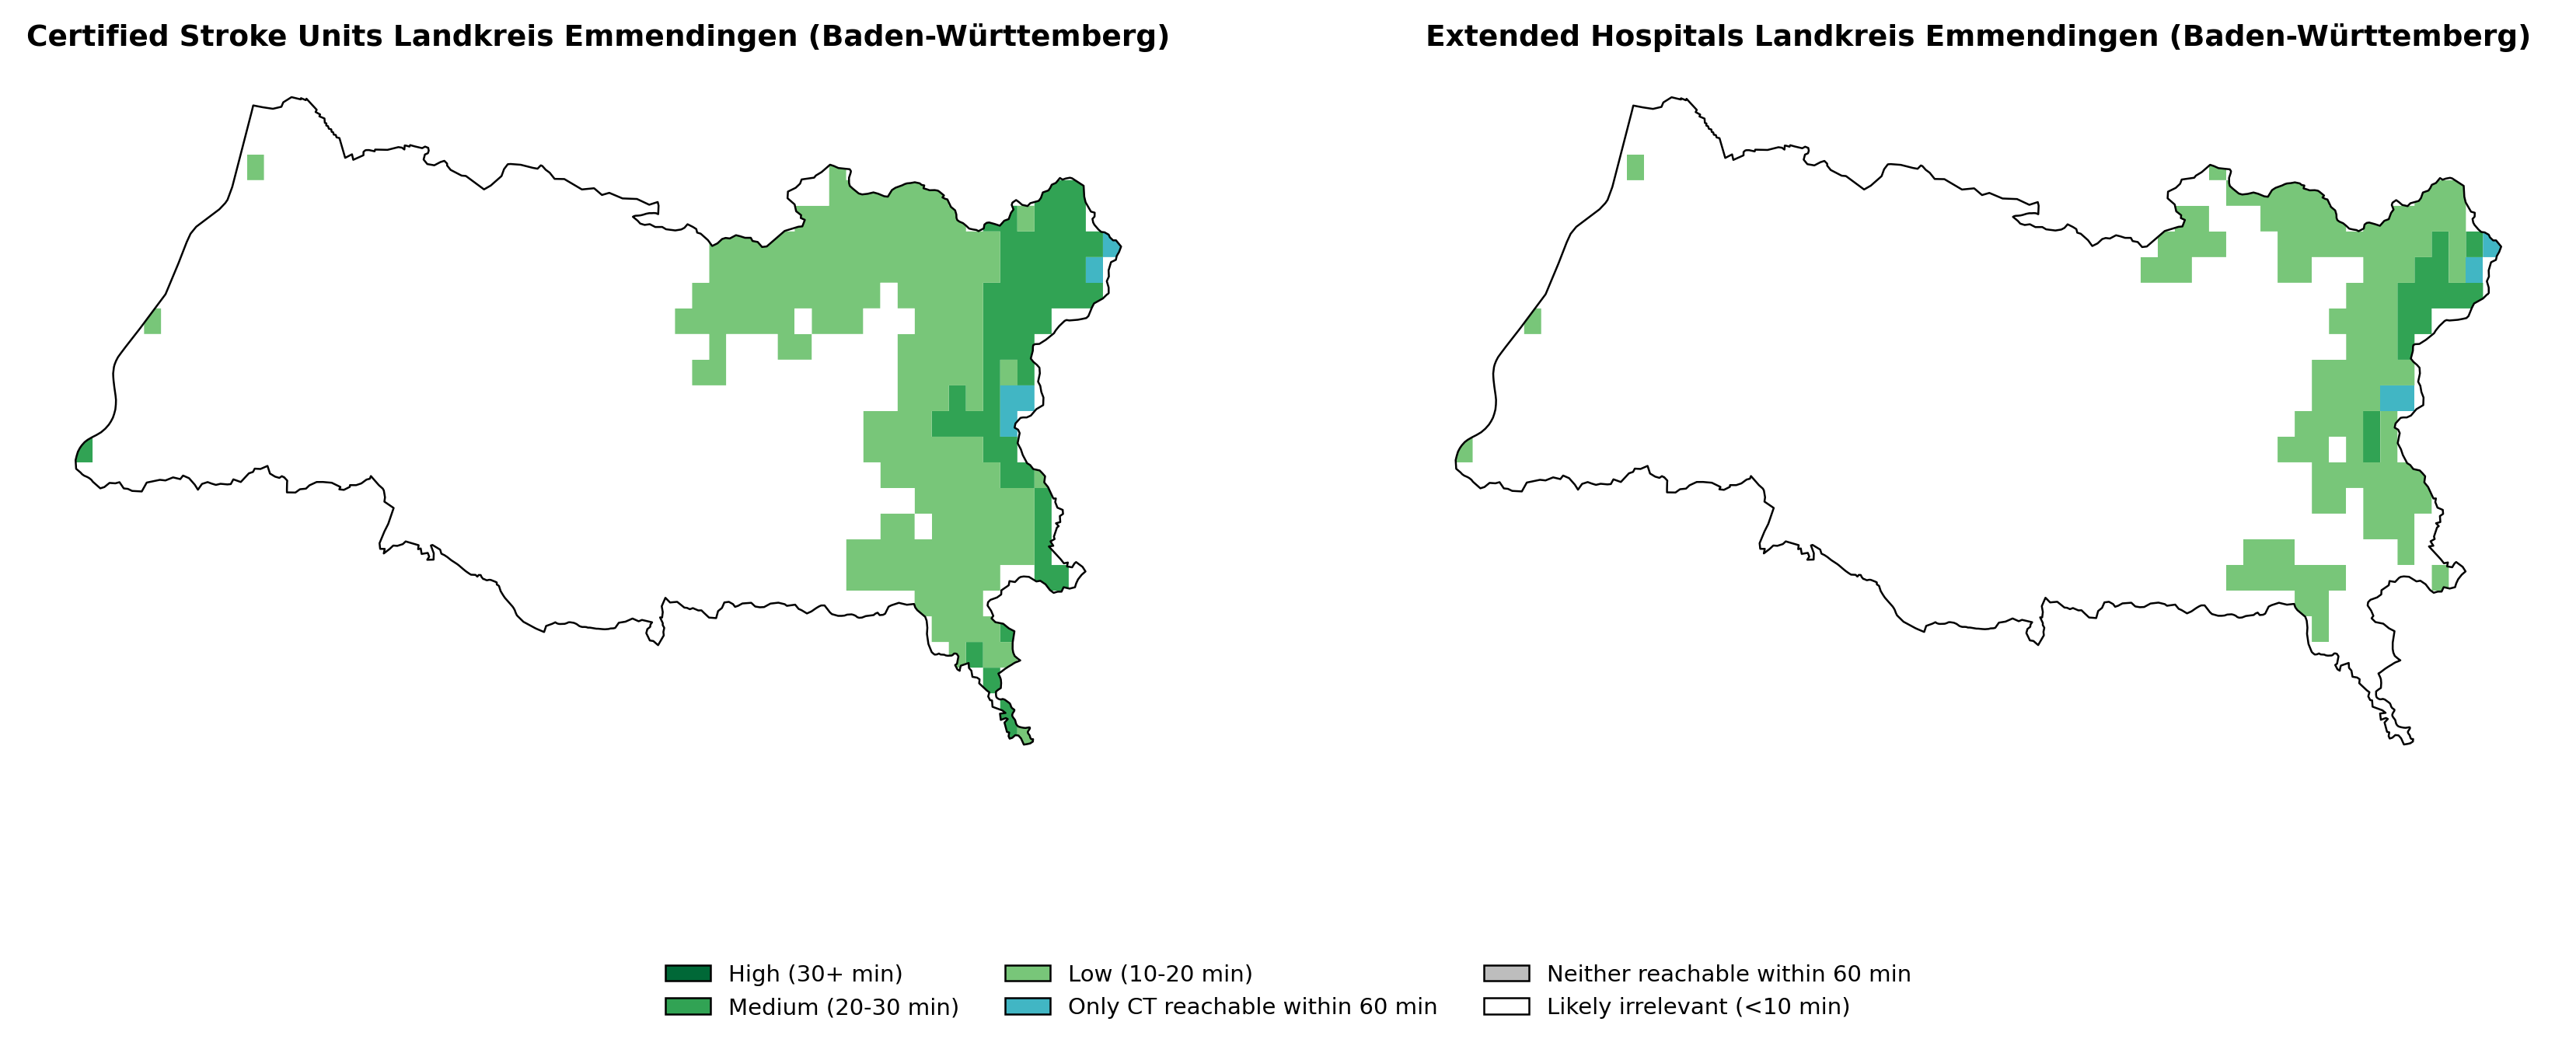 Certified Stroke Units Landkreis Emmendingen (Baden-Württemberg)
Extended Hospitals Landkreis Emmendingen (Baden-Württemberg)
High (30+ min)
Medium (20-30 min)
Low (10-20 min)
Only CT reachable within 60 min
Neither reachable within 60 min
Likely irrelevant (<10 min)